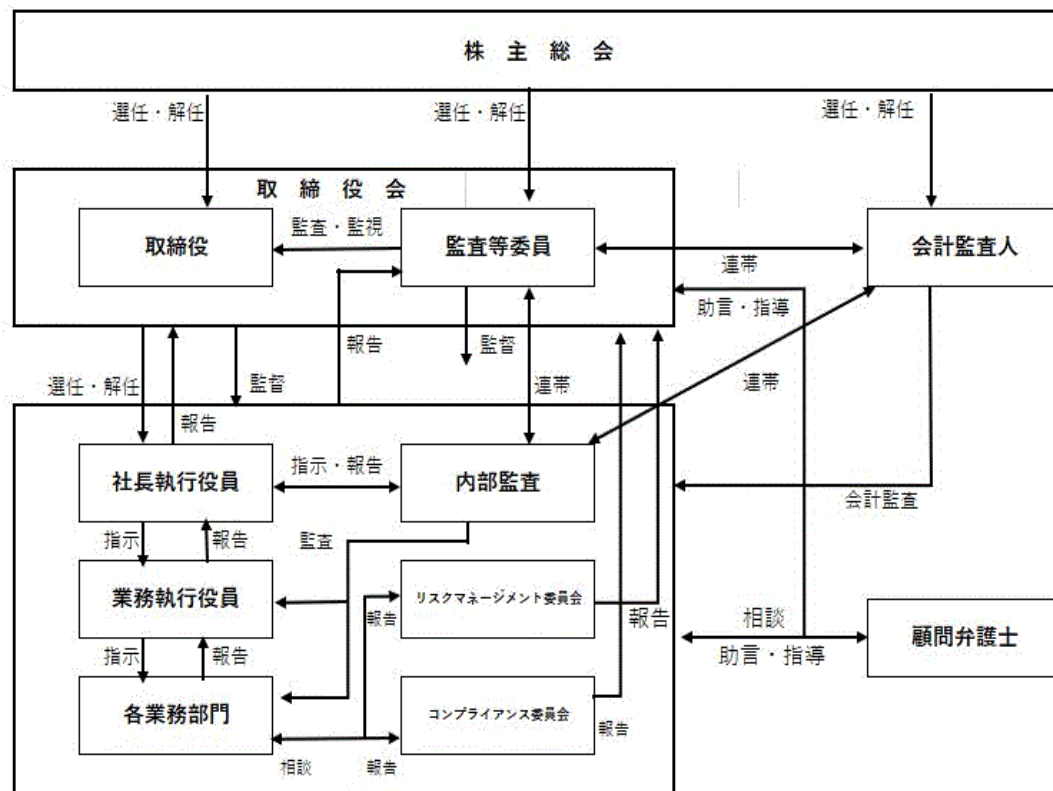 株 主 総 会
選任・解任
選任・解任
選任・解任
取 締 役 会
取締役
監査・監視
監査等委員
会計監査人
連帯
助言・指導
報告
監督
選任・解任
監督
連帯
連帯
報告
社長執行役員
指示・報告
内部監査
会計監査
指示
報告
監査
業務執行役員
リスクマネージメント委員会
報告
報告
相談
顧問弁護士
助言・指導
指示
報告
各業務部門
コンプライアンス委員会
報告
相談
報告